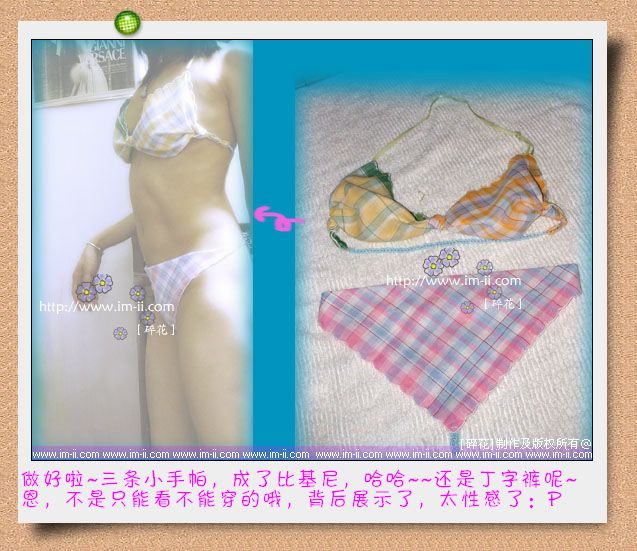 GIANNI
VERSACE
http://www.im-ii.com
[碎花]
http://www.im-ii.com
[碎花]
[碎花]制作及版权所有@
www.im-ii.com www.im-ii.com www.im-ii.com www.im-ii.com www.im-ii.com www.im-ii.com www.im-ii.com www.im-ii.com
做好啦~三条小手帕，成了比基尼，哈哈~~还是丁字裤呢~
恩，不是只能看不能穿的哦，背后展示了，太性感了：P